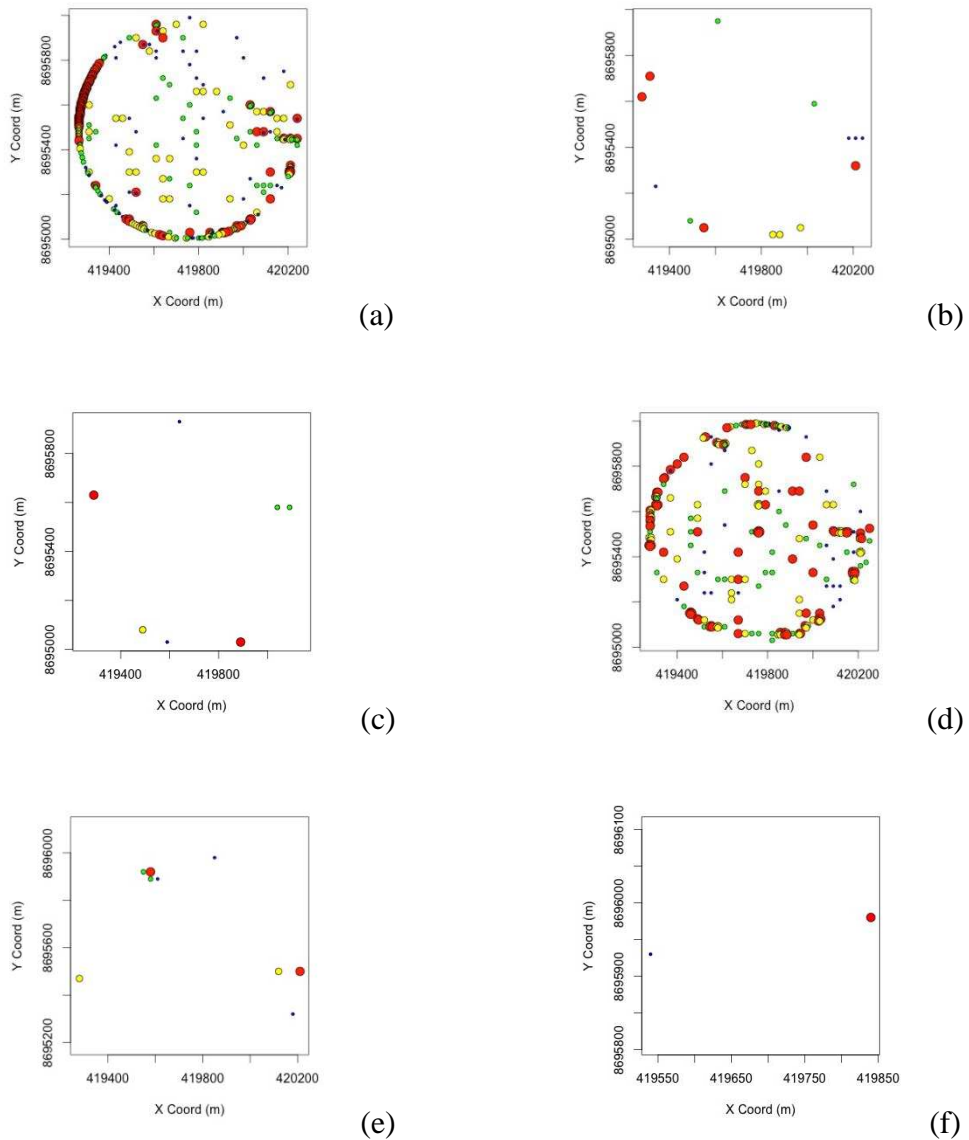 8695800
8695400
8695000
Y Coord (m)
419400 419800 420200
X Coord (m)
(a)
8695800
8695400
8695000
Y Coord (m)
419400 419800 420200
X Coord (m)
(b)
8695800
8695400
8695000
Y Coord (m)
419400 419800
X Coord (m)
(c)
8695800
8695400
8695000
Y Coord (m)
419400 419800 420200
X Coord (m)
(d)
8696000
8695600
8695200
Y Coord (m)
419400 419800 420200
X Coord (m)
(e)
8696100
8696000
8695900
8695800
Y Coord (m)
419550 419650 419750 419850
X Coord (m)
(f)